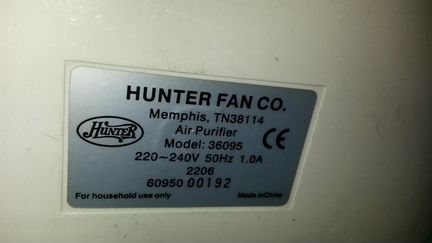 HUNTER FAN CO.
Memphis, TN38114
Air Purifier
HUNTER
Model: 36095
CE
220~240V 50Hz 1.0A
2206
60950 00192
For household use only
Made in China